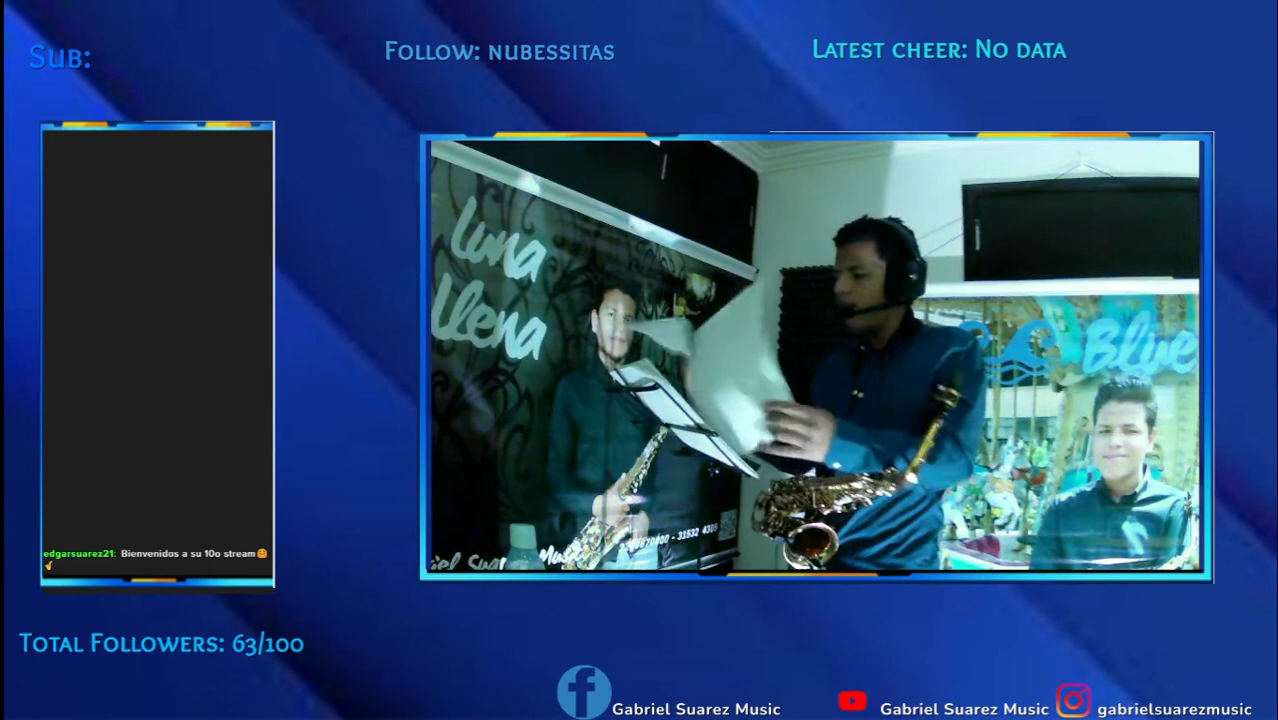 Sub:
Follow: nubessitas
Latest cheer: No data
Luna
Llena
Blue
edgarsuarez21: Bienvenidos a su 10o stream
Total Followers: 63/100
Gabriel Suarez Music
Gabriel Suarez Music
gabrielsuarezmusic